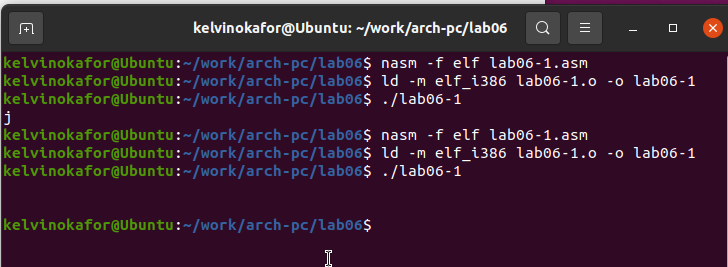 kelvinokafor@Ubuntu: ~/work/arch-pc/lab06
kelvinokafor@Ubuntu:~/work/arch-pc/lab06$ nasm -f elf lab06-1.asm
kelvinokafor@Ubuntu:~/work/arch-pc/lab06$ ld -m elf_i386 lab06-1.o -o lab06-1
kelvinokafor@Ubuntu:~/work/arch-pc/lab06$ ./lab06-1
j
kelvinokafor@Ubuntu:~/work/arch-pc/lab06$ nasm -f elf lab06-1.asm
kelvinokafor@Ubuntu:~/work/arch-pc/lab06$ ld -m elf_i386 lab06-1.o -o lab06-1
kelvinokafor@Ubuntu:~/work/arch-pc/lab06$ ./lab06-1
kelvinokafor@Ubuntu:~/work/arch-pc/lab06$